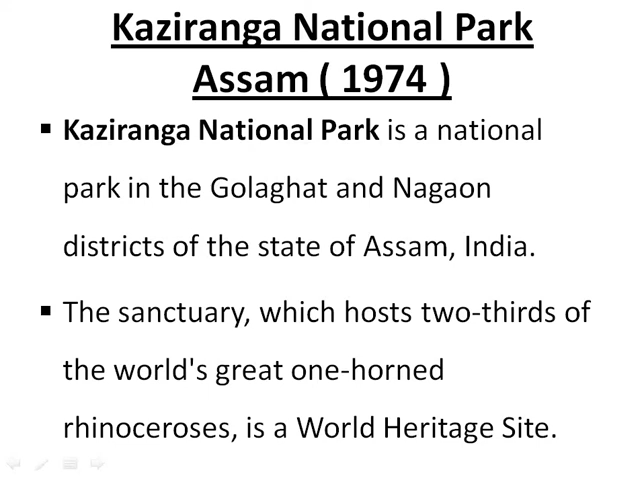 Kaziranga National Park
Assam ( 1974 )
▪ Kaziranga National Park is a national
park in the Golaghat and Nagaon
districts of the state of Assam, India.
▪ The sanctuary, which hosts two-thirds of
the world's great one-horned
rhinoceroses, is a World Heritage Site.